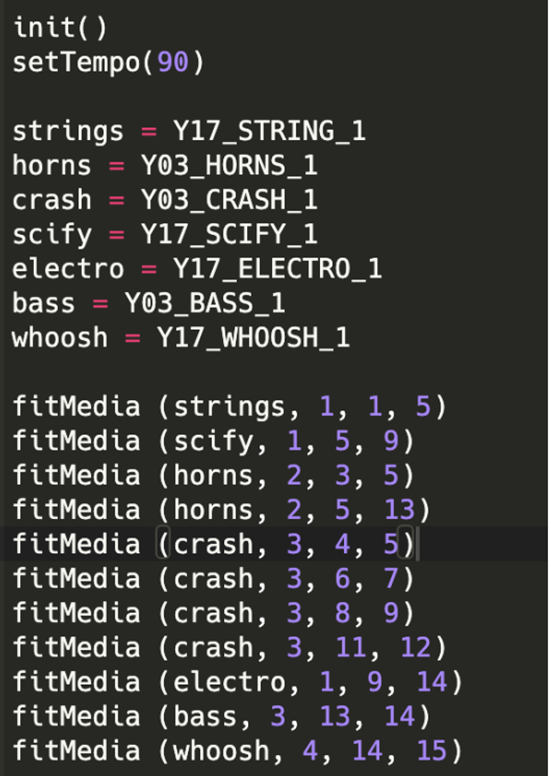 init()
setTempo(90)
strings = Y17_STRING_1
horns = Y03_HORNS_1
crash = Y03_CRASH_1
scify = Y17_SCIFY_1
electro = Y17_ELECTRO_1
bass = Y03_BASS_1
whoosh = Y17_WHOOSH_1
fitMedia (strings, 1, 1, 5)
fitMedia (scify, 1, 5, 9)
fitMedia (horns, 2, 3, 5)
fitMedia (horns, 2, 5, 13)
fitMedia (crash, 3, 4, 5)
fitMedia (crash, 3, 6, 7)
fitMedia (crash, 3, 8, 9)
fitMedia (crash, 3, 11, 12)
fitMedia (electro, 1, 9, 14)
fitMedia (bass, 3, 13, 14)
fitMedia (whoosh, 4, 14, 15)